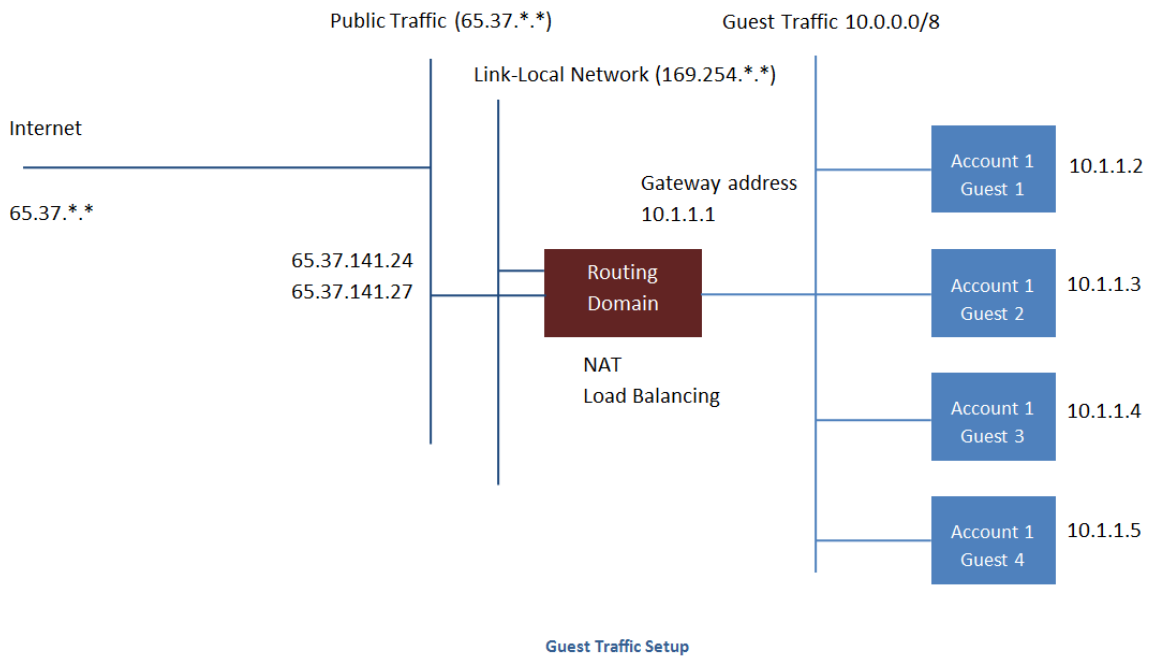 Public Traffic (65.37.*.*)
Guest Traffic 10.0.0.0/8
Link-Local Network (169.254.*.*)
Internet
65.37.*.*
Gateway address
10.1.1.1
65.37.141.24
65.37.141.27
Routing
Domain
NAT
Load Balancing
Account 1
Guest 1
10.1.1.2
Account 1
Guest 2
10.1.1.3
Account 1
Guest 3
10.1.1.4
Account 1
Guest 4
10.1.1.5
Guest Traffic Setup